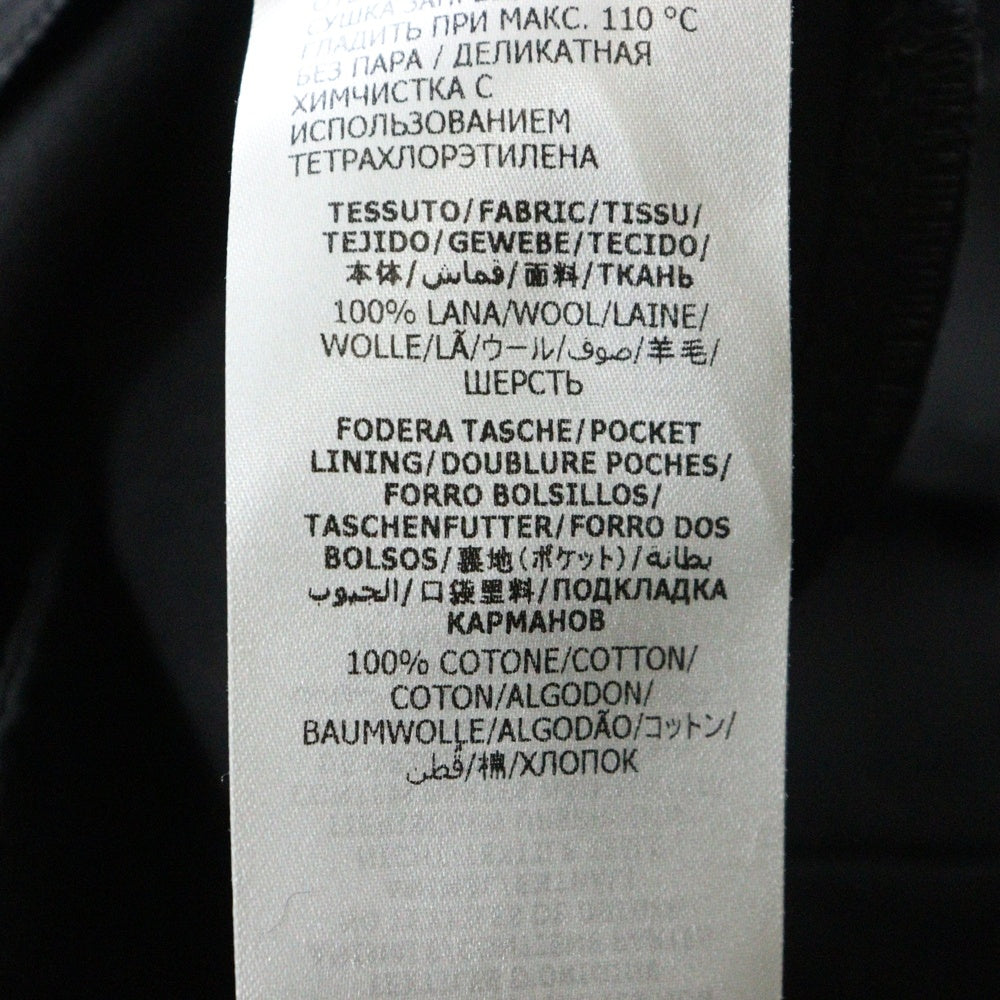 СУШКА
ГЛАДИТЬ ПРИ МАКС. 110 °C
БЕЗ ПАРА / ДЕЛИКАТНАЯ
ХИМЧИСТКА С
ИСПОЛЬЗОВАНИЕМ
ТЕТРАХЛОРЭТИЛЕНА
TESSUTO/FABRIC/TISSU/
TEJIDO/GEWEBE/TECIDO/
本体/قماش/面料/ТКАНЬ
100% LANA/WOOL/LAINE/
WOLLE/LÃ/ウール/صوف/羊毛/
ШЕРСТЬ
FODERA TASCHE/POCKET
LINING/DOUBLURE POCHES/
FORRO BOLSILLOS/
TASCHENFUTTER/FORRO DOS
BOLSOS/裏地(ポケット)/بطانة
الجيوب/口袋里料/ПОДКЛАДКА
КАРМАНОВ
100% COTONE/COTTON/
COTON/ALGODON/
BAUMWOLLE/ALGODÃO/コットン/
قطن/棉/ХЛОПОК